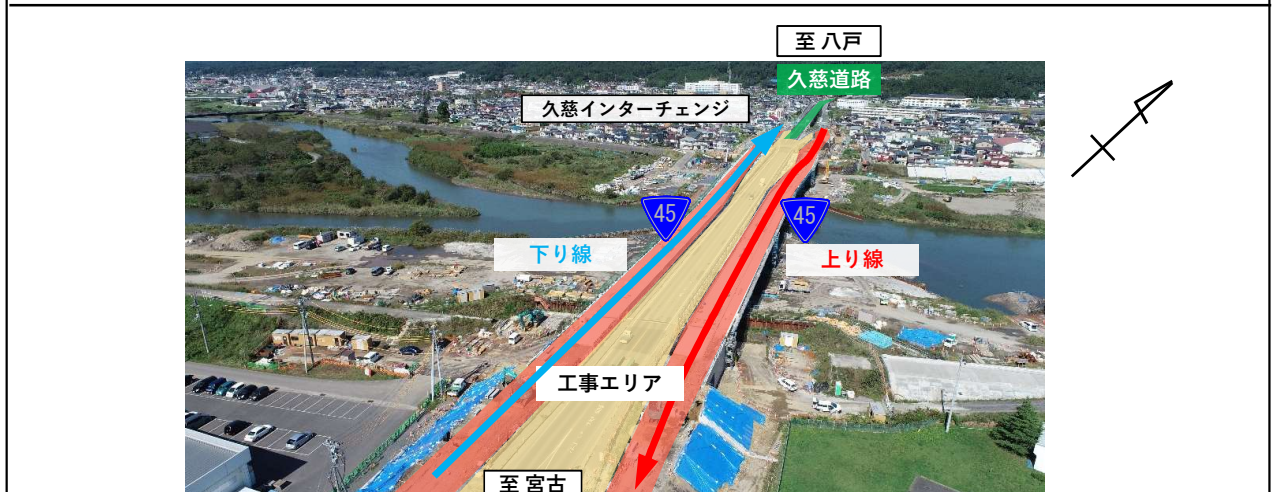 至 八戸
久慈道路
久慈インターチェンジ
45
45
下り線
上り線
工事エリア
至 宮古